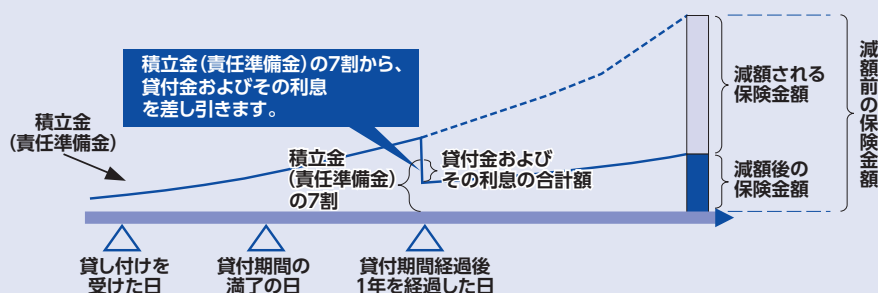 積立金(責任準備金)の7割から、
貸付金およびその利息
を差し引きます。
積立金
(責任準備金)
積立金
(責任準備金)
の7割
貸付金および
その利息の合計額
減額される
保険金額
減額後の
保険金額
減額前の保険金額
貸し付けを
受けた日
貸付期間の
満了の日
貸付期間経過後
1年を経過した日